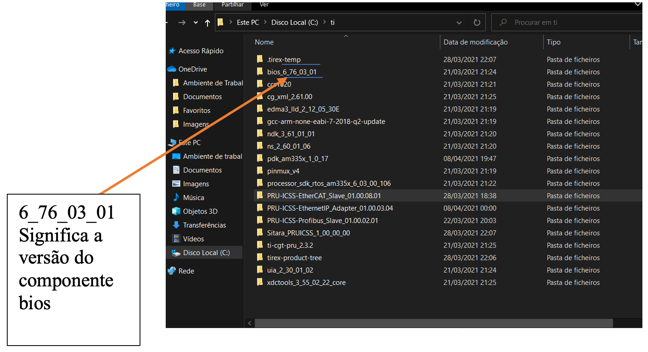 cheiro
Base
Partilhar
Ver
Este PC > Disco Local (C:) > ti
Procurar em ti
Nome
Data de modificação
Tipo
Acesso Rápido
OneDrive
Ambiente de Trabal
Documentos
Favoritos
Imagens
Este PC
Ambiente de trabal
Documentos
Imagens
Música
Objetos 3D
Transferências
Vídeos
Disco Local (C:)
Rede
.tirex-temp 28/03/2021 22:07 Pasta de ficheiros
bios_6_76_03_01 21/03/2021 21:24 Pasta de ficheiros
21/03/2021 21:21 Pasta de ficheiros
cg_xml_2.61.00 21/03/2021 21:25 Pasta de ficheiros
edma3_lld_2_12_05_30E 21/03/2021 21:19 Pasta de ficheiros
gcc-arm-none-eabi-7-2018-q2-update 21/03/2021 21:19 Pasta de ficheiros
ndk_3_61_01_01 21/03/2021 21:20 Pasta de ficheiros
ns_2_60_01_06 21/03/2021 21:20 Pasta de ficheiros
pdk_am335x_1_0_17 08/04/2021 19:47 Pasta de ficheiros
pinmux_v4 21/03/2021 21:19 Pasta de ficheiros
processor_sdk_rtos_am335x_6_03_00_106 21/03/2021 21:22 Pasta de ficheiros
PRU-ICSS-EtherCAT_Slave_01.00.08.01 28/03/2021 18:38 Pasta de ficheiros
PRU-ICSS-EthernetIP_Adapter_01.00.03.04 08/04/2021 00:00 Pasta de ficheiros
PRU-ICSS-Profibus_Slave_01.00.02.01 22/03/2021 20:03 Pasta de ficheiros
Sitara_PRUICSS_1_00_00_00 28/03/2021 22:07 Pasta de ficheiros
ti-cgt-pru_2.3.2 21/03/2021 21:25 Pasta de ficheiros
tirex-product-tree 28/03/2021 22:06 Pasta de ficheiros
uia_2_30_01_02 21/03/2021 21:24 Pasta de ficheiros
xdctools_3_55_02_22_core 21/03/2021 21:25 Pasta de ficheiros
6_76_03_01
Significa a
versão do
componente
bios